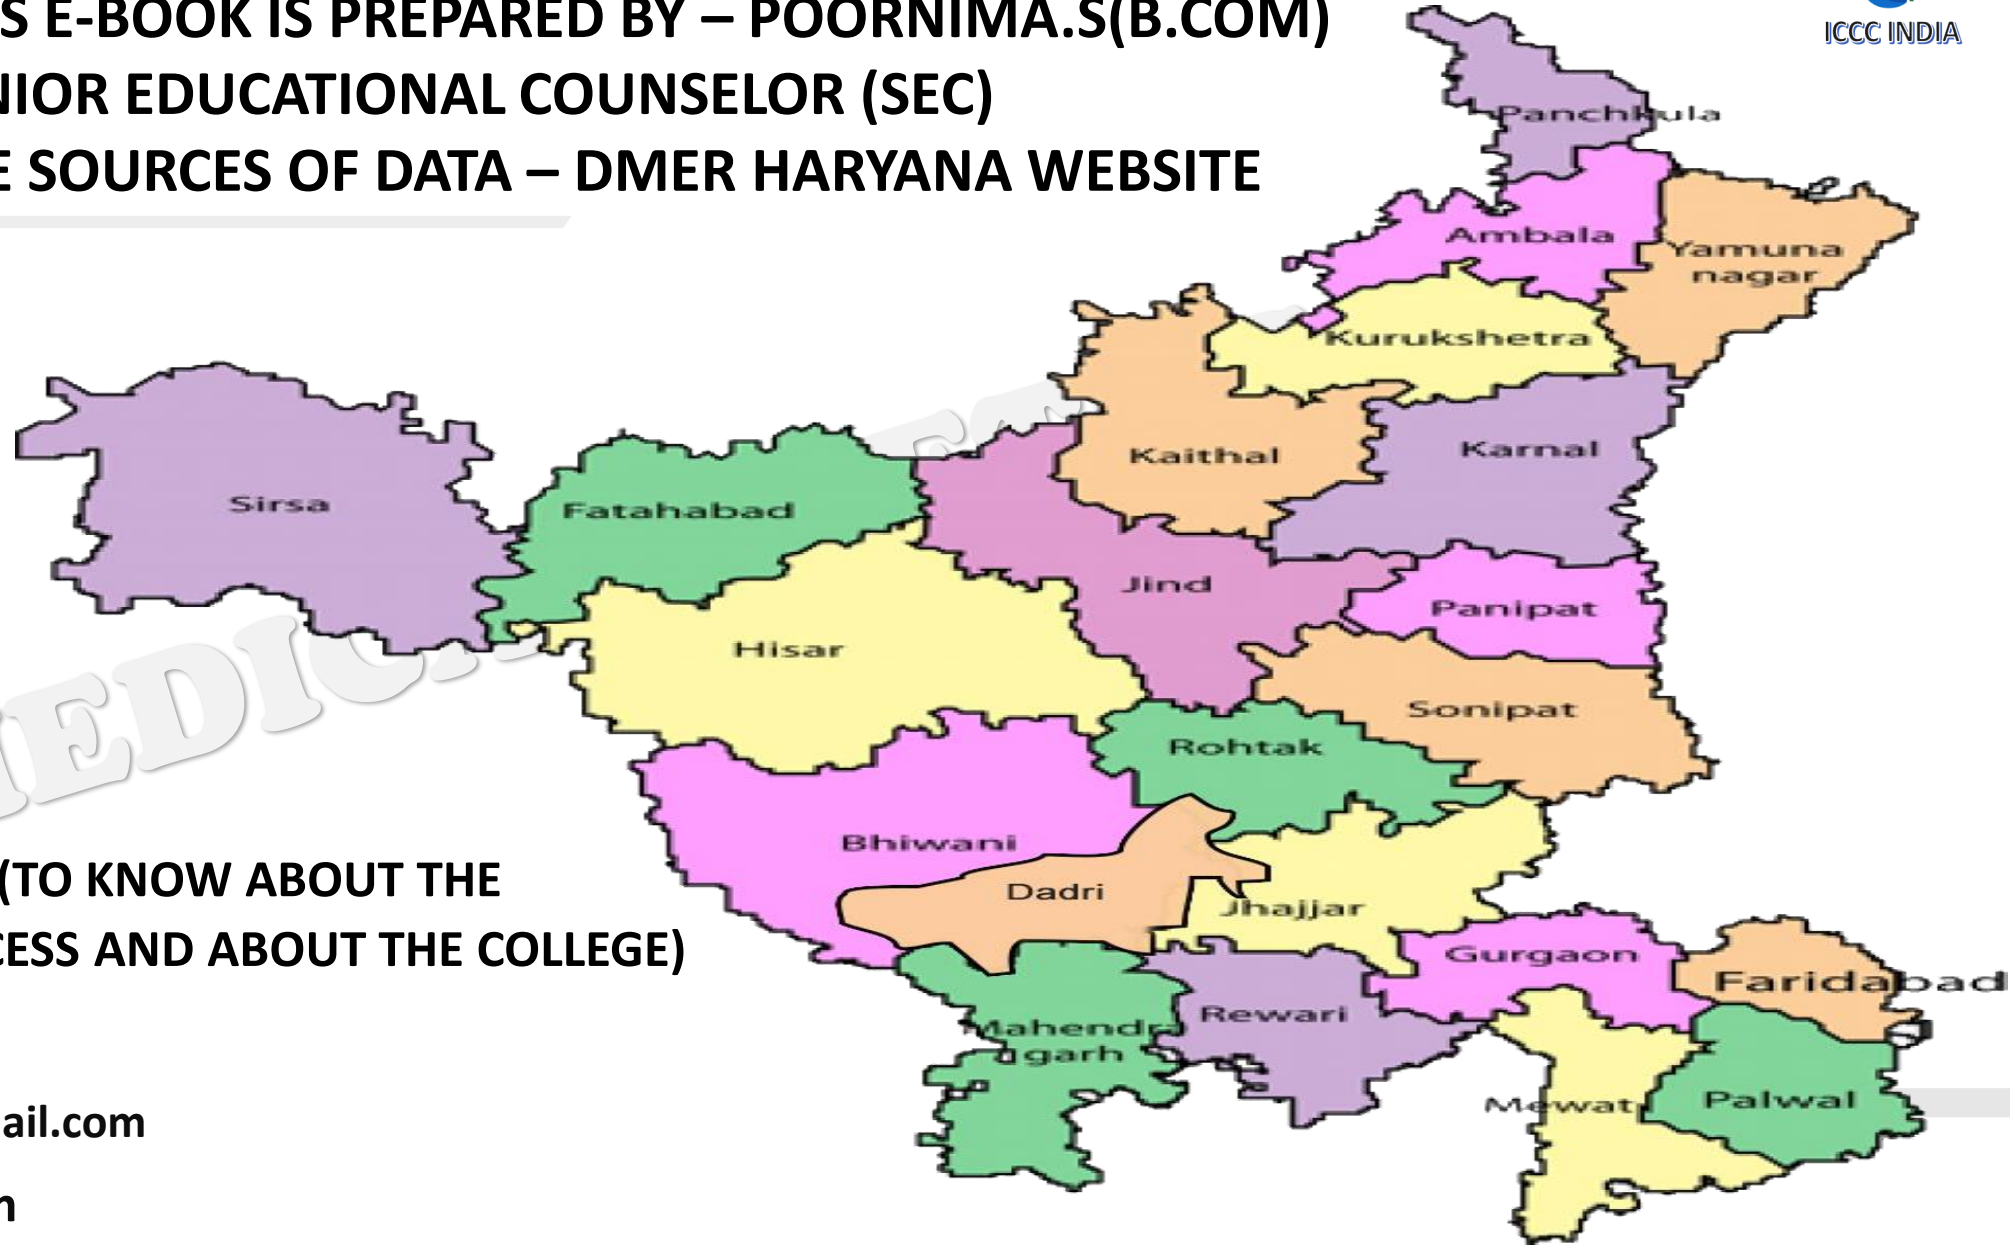 S E-BOOK IS PREPARED BY – POORNIMA.S(B.COM)
NIOR EDUCATIONAL COUNSELOR (SEC)
E SOURCES OF DATA – DMER HARYANA WEBSITE
ICCC INDIA
Panchkula
Ambala
Yamuna
nagar
Kurukshetra
Kaithal
Karnal
Sirsa
Fatahabad
Jind
Panipat
Hisar
Sonipat
Rohtak
Bhiwani
Dadri
Jhajjar
Gurgaon
Faridabad
Rewari
Mahendra
garh
Mewat
Palwal
MEDICA
(TO KNOW ABOUT THE
CESS AND ABOUT THE COLLEGE)
ail.com